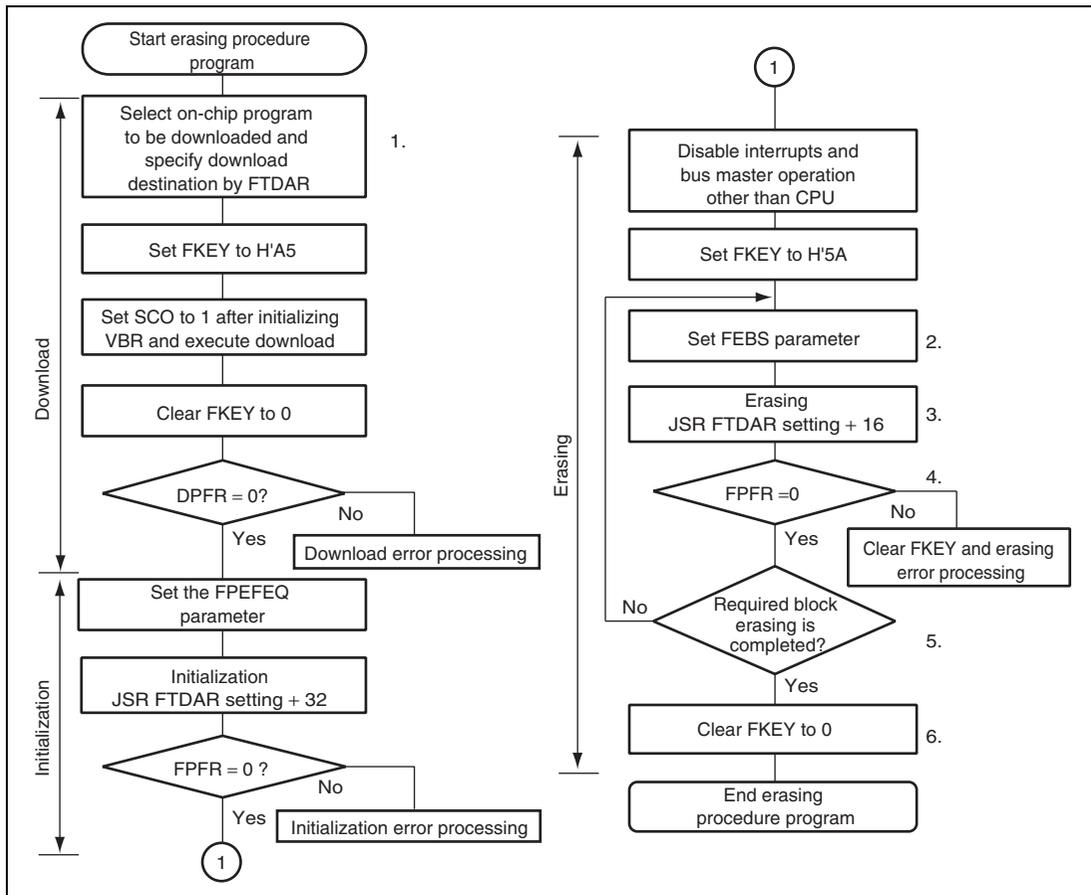 Start erasing procedure
program
Select on-chip program
to be downloaded and
specify download
destination by FTDAR
1.
Set FKEY to H'A5
Set SCO to 1 after initializing
VBR and execute download
Clear FKEY to 0
DPFR = 0?
No
Yes
Download error processing
Download
Set the FPEFEQ
parameter
Initialization
JSR FTDAR setting + 32
FPFR = 0 ?
No
Yes
Initialization error processing
Initialization
1
1
Disable interrupts and
bus master operation
other than CPU
Set FKEY to H'5A
Set FEBS parameter
2.
Erasing
JSR FTDAR setting + 16
3.
4.
FPFR =0
No
Yes
Clear FKEY and erasing
error processing
Erasing
No
Required block
erasing is
completed?
5.
Yes
Clear FKEY to 0
6.
End erasing
procedure program